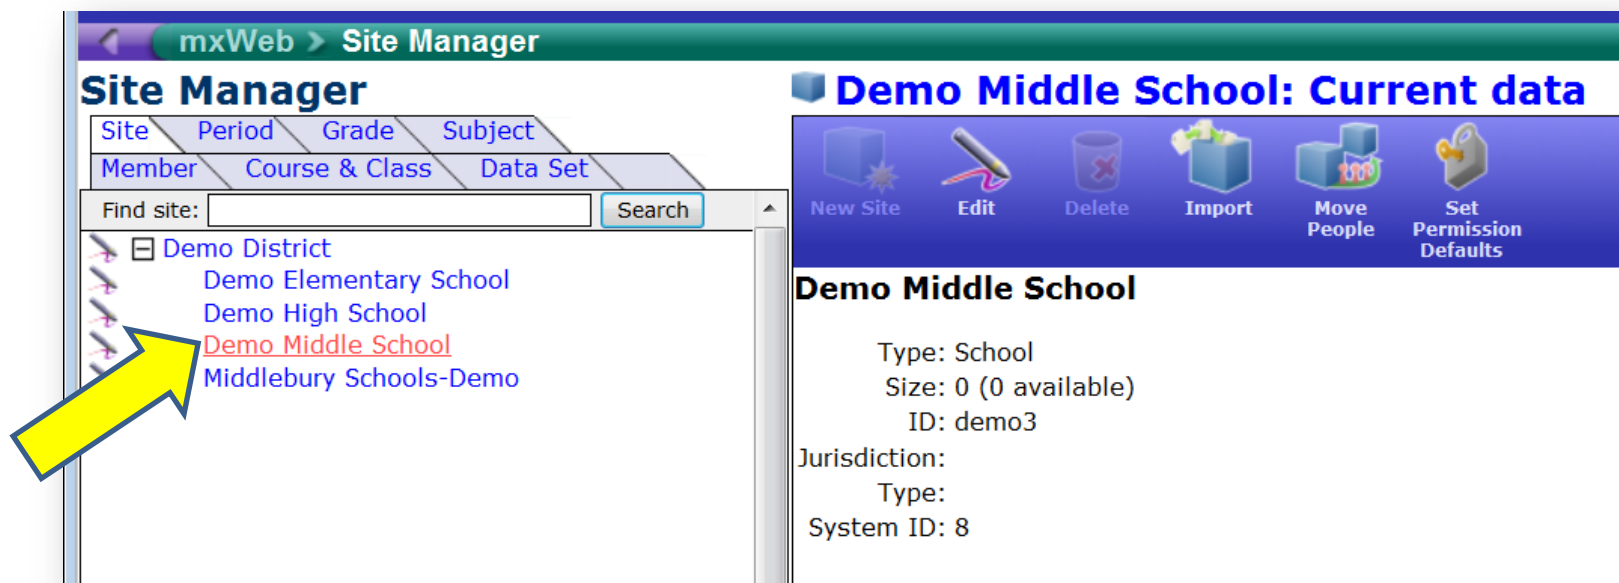 mxWeb > Site Manager
Site Manager
Site Period Grade Subject
Member Course & Class Data Set
Find site: Search
Demo District
Demo Elementary School
Demo High School
Demo Middle School
Middlebury Schools-Demo
Demo Middle School: Current data
New Site Edit Delete Import Move People Set Permission Defaults
Demo Middle School
Type: School
Size: 0 (0 available)
ID: demo3
Jurisdiction:
Type:
System ID: 8